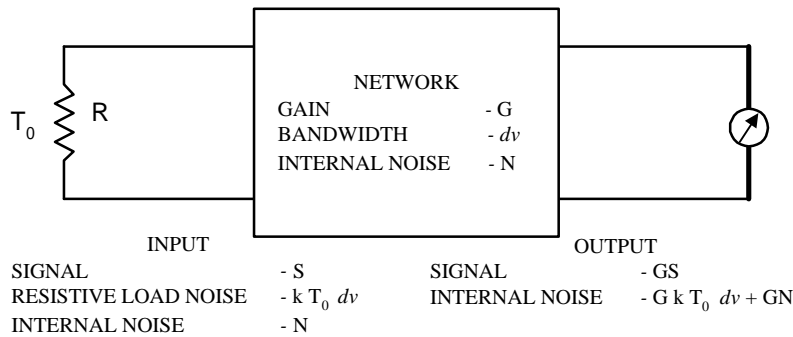 NETWORK
GAIN - G
BANDWIDTH - dv
INTERNAL NOISE - N
T₀ R
INPUT OUTPUT
SIGNAL - S SIGNAL - GS
RESISTIVE LOAD NOISE - k T₀ dv INTERNAL NOISE - G k T₀ dv + GN
INTERNAL NOISE - N